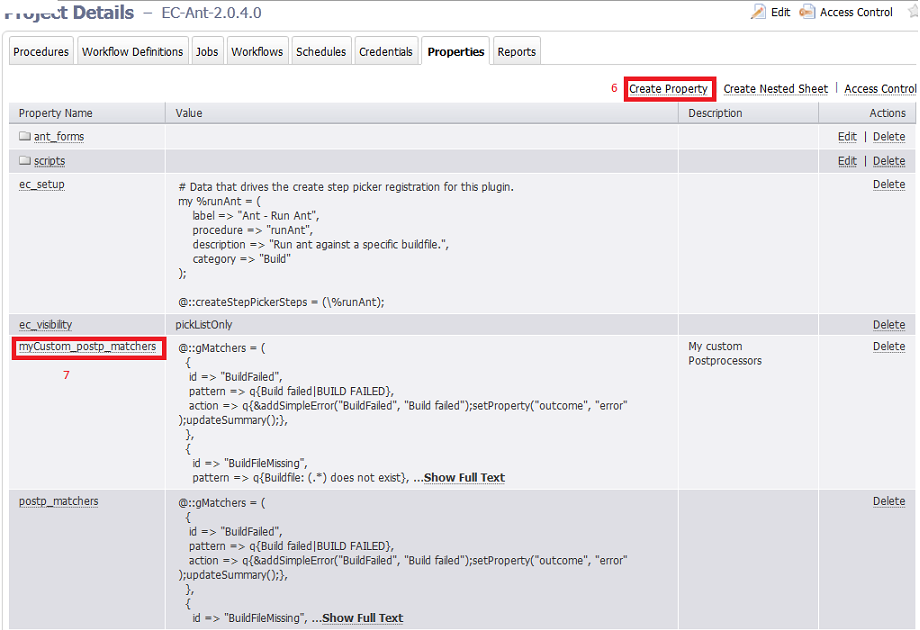 Project Details – EC-Ant-2.0.4.0 Edit Access Control
Procedures Workflow Definitions Jobs Workflows Schedules Credentials Properties Reports
6 Create Property Create Nested Sheet | Access Control
Property Name Value Description Actions
ant_forms Edit | Delete
scripts Edit | Delete
ec_setup Delete
# Data that drives the create step picker registration for this plugin.
my %runAnt = (
label => "Ant - Run Ant",
procedure => "runAnt",
description => "Run ant against a specific buildfile.",
category => "Build"
);
@::createStepPickerSteps = (\%runAnt);
ec_visibility pickListOnly Delete
myCustom_postp_matchers @::gMatchers = ( My custom Delete
{ Postprocessors
7 id => "BuildFailed",
pattern => q{Build failed|BUILD FAILED},
action => q{&addSimpleError("BuildFailed", "Build failed");setProperty("outcome", "error"
);updateSummary();},
},
{
id => "BuildFileMissing",
pattern => q{Buildfile: (.*) does not exist}, ...Show Full Text
postp_matchers @::gMatchers = ( Delete
{
id => "BuildFailed",
pattern => q{Build failed|BUILD FAILED},
action => q{&addSimpleError("BuildFailed", "Build failed");setProperty("outcome", "error"
);updateSummary();},
},
{
id => "BuildFileMissing", ...Show Full Text